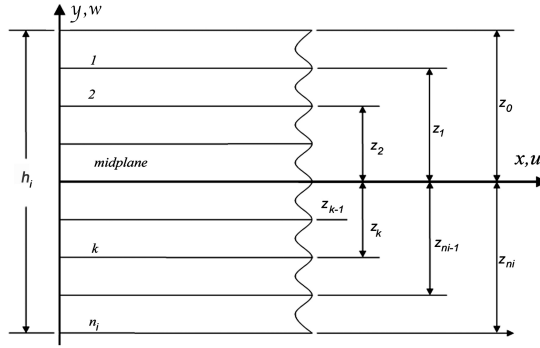 y,w
1
2
midplane
h_i
z_0
z_1
z_2
x,u
z_{k-1}
z_k
z_{ni-1}
z_{ni}
k
n_i